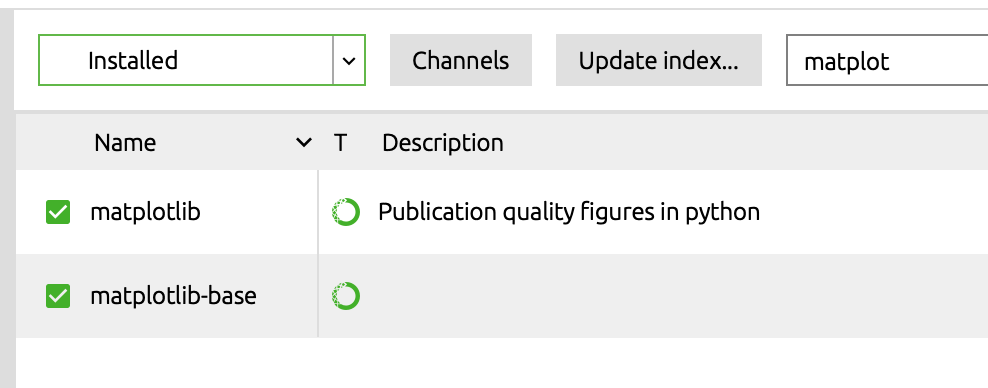 Installed Channels Update index... matplot
Name T Description
matplotlib Publication quality figures in python
matplotlib-base